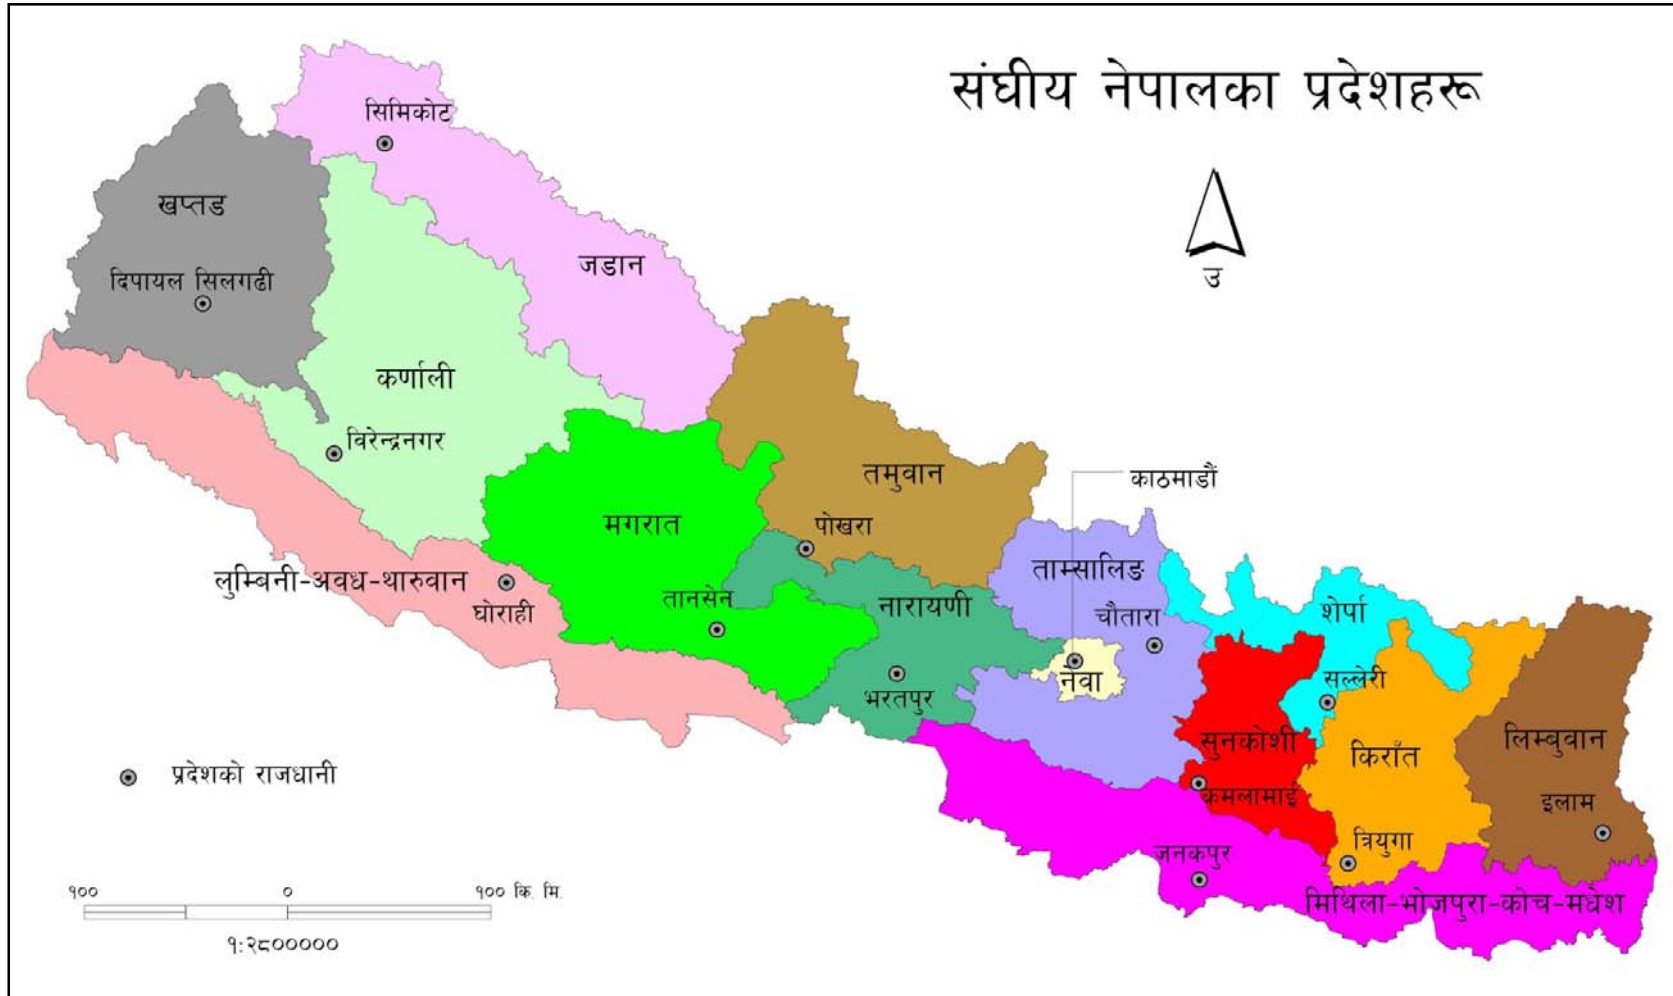 संघीय नेपालका प्रदेशहरू
सिमिकोट
खप्तड
जडान
उ
दिपायल सिलगढी
कर्णाली
विरेन्द्रनगर
तमुवान
काठमाडौं
मगरात
पोखरा
ताम्सालिङ
लुम्बिनी-अवध-थारुवान
घोराही
तानसेन
नारायणी
चौतारा
शेर्पा
नेवा
भरतपुर
सल्लेरी
सुनकोशी
किराँत
लिम्बुवान
प्रदेशको राजधानी
कमलामाई
इलाम
त्रियुगा
जनकपुर
मिथिला-भोजपुरा-कोच-मधेश
१०० ० १०० कि. मि.
१:२८०००००